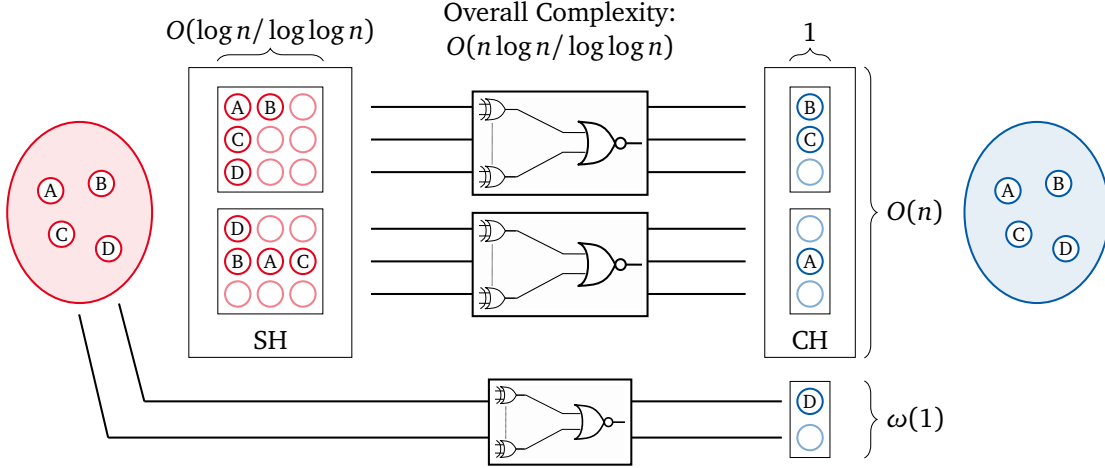 Overall Complexity:
O(n log n/ log log n)
O(log n/ log log n)
1
A B
C
D
D
B A C
SH
B
C
A
CH
O(n)
A
B
C
D
A
B
C
D
D
ω(1)